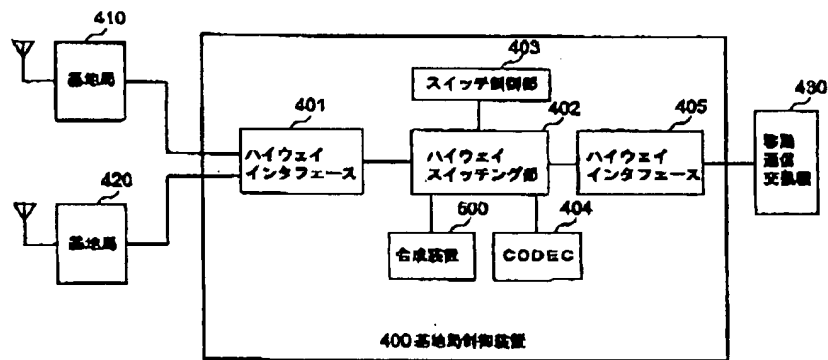 410
基地局
403
スイッチ制御部
401
ハイウェイ
インタフェース
402
ハイウェイ
スイッチング部
405
ハイウェイ
インタフェース
430
移動
通信
交換機
420
基地局
500
合成装置
404
CODEC
400 基地局制御装置